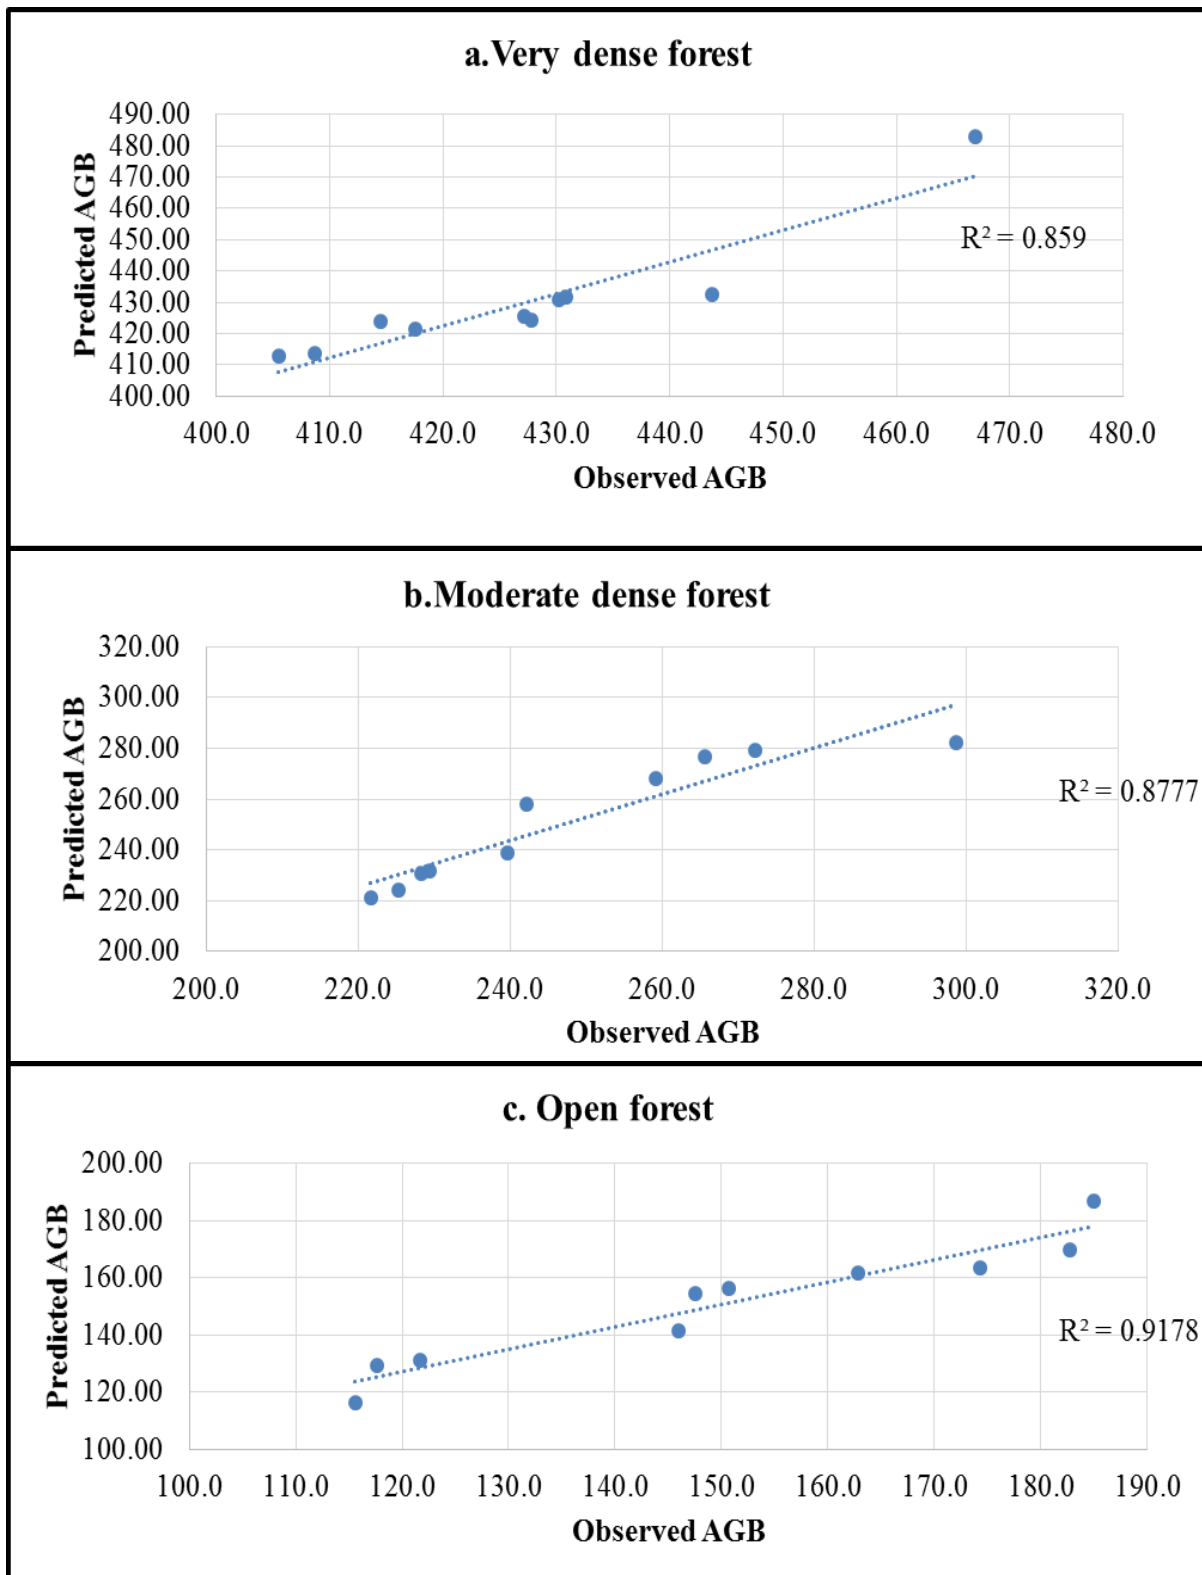 a.Very dense forest
490.00
480.00
470.00
460.00
450.00
440.00
430.00
420.00
410.00
400.00
Predicted AGB
R² = 0.859
400.0 410.0 420.0 430.0 440.0 450.0 460.0 470.0 480.0
Observed AGB
b.Moderate dense forest
320.00
300.00
280.00
260.00
240.00
220.00
200.00
Predicted AGB
R² = 0.8777
200.0 220.0 240.0 260.0 280.0 300.0 320.0
Observed AGB
c. Open forest
200.00
180.00
160.00
140.00
120.00
100.00
Predicted AGB
R² = 0.9178
100.0 110.0 120.0 130.0 140.0 150.0 160.0 170.0 180.0 190.0
Observed AGB